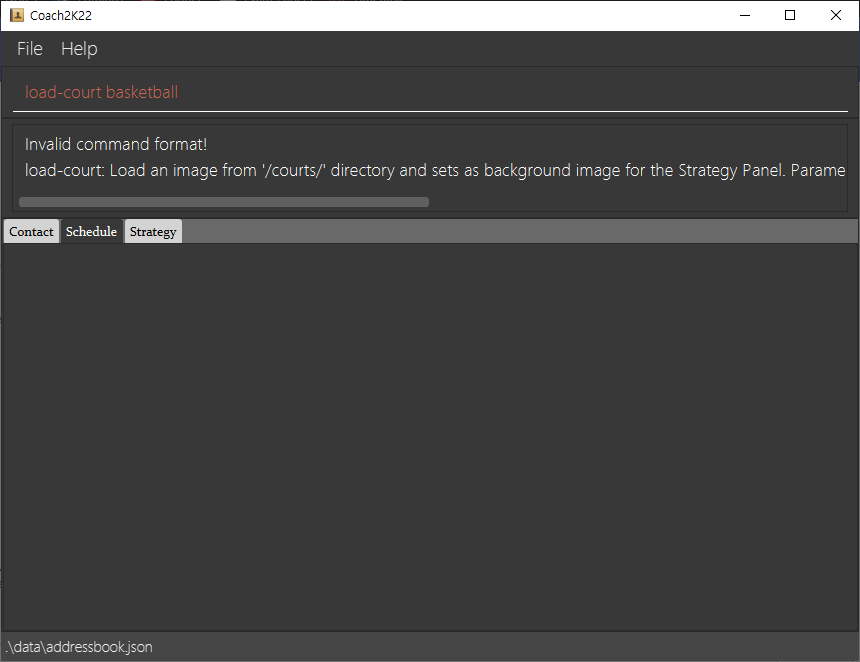 Coach2K22
File Help
load-court basketball
Invalid command format!
load-court: Load an image from '/courts/' directory and sets as background image for the Strategy Panel. Parame
Contact Schedule Strategy
.\data\addressbook.json